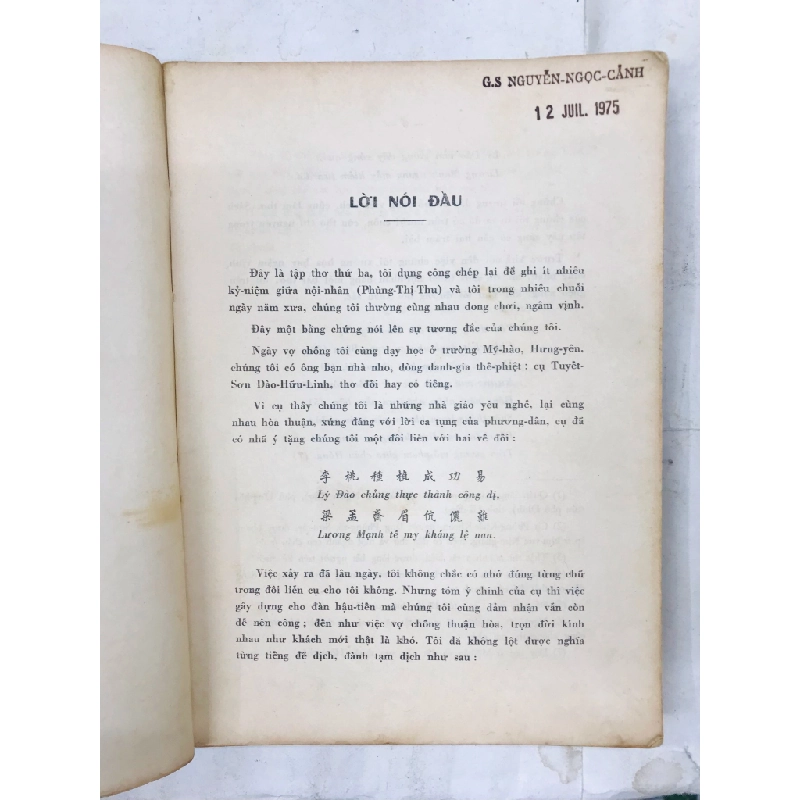 G.S NGUYỄN-NGỌC-CẢNH
12 JUIL. 1975
LỜI NÓI ĐẦU
Đây là tập thơ thứ ba, tôi dụng công chép lại để ghi ít nhiều
kỷ-niệm giữa nội-nhân (Phùng-Thị Thu) và tôi trong nhiều chuỗi
ngày năm xưa, chúng tôi thường cùng nhau dong chơi, ngâm vịnh.
Đây một bằng chứng nói lên sự tương đắc của chúng tôi.
Ngày vợ chồng tôi cùng dạy học ở trường Mỹ-hào, Hưng-yên,
chúng tôi có ông bạn nhà nho, dòng danh-gia thế-phiệt : cụ Tuyết-
Sơn Đào-Hữu-Linh, thơ đối hay có tiếng.
Vì cụ thấy chúng tôi là những nhà giáo yêu nghề, lại cùng
nhau hòa thuận, xứng đáng với lời ca tụng của phương-dân, cụ đã
có nhã ý tặng chúng tôi một đôi liễn với hai vế đối :
李桃種植成功易
Lý Đào chủng thực thành công dị.
梁孟齊眉伉儷難
Lương Mạnh tề my kháng lệ nan.
Việc xảy ra đã lâu ngày, tôi không chắc có nhớ đúng từng chữ
trong đôi liễn cụ cho tôi không. Nhưng tóm ý chính của cụ thì việc
gây dựng cho đàn hậu-tiến mà chúng tôi cùng đảm nhận vẫn còn
dễ nên công ; đến như việc vợ chồng thuận hòa, trọn đời kính
nhau như khách mới thật là khó. Tôi đã không lột được nghĩa
từng tiếng để dịch, đành tạm dịch như sau :